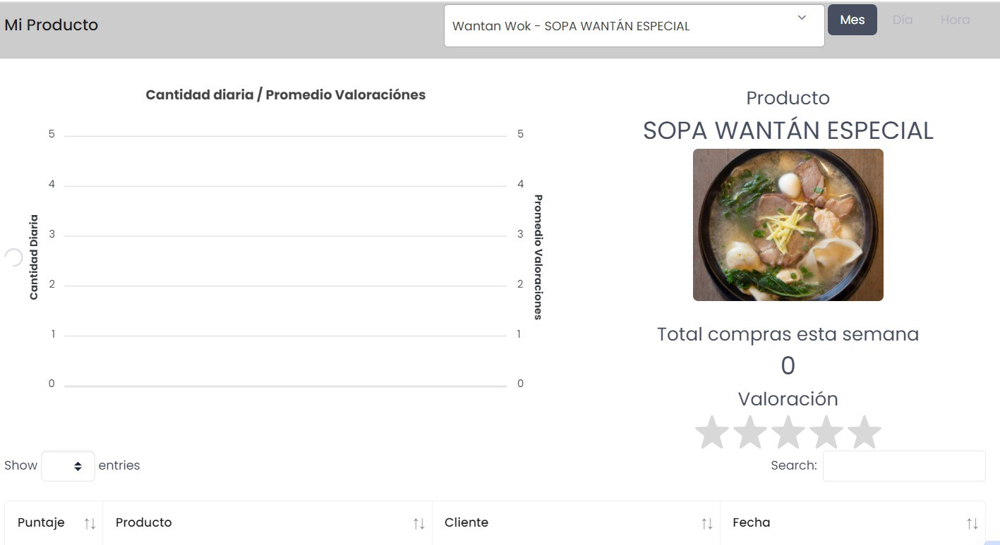 Mi Producto
Wantan Wok - SOPA WANTÁN ESPECIAL
Mes
Día
Hora
Cantidad diaria / Promedio Valoraciónes
5
4
3
2
1
0
Cantidad Diaria
5
4
3
2
1
0
Promedio Valoraciones
Producto
SOPA WANTÁN ESPECIAL
Total compras esta semana
0
Valoración
Show entries
Search:
Puntaje
Producto
Cliente
Fecha